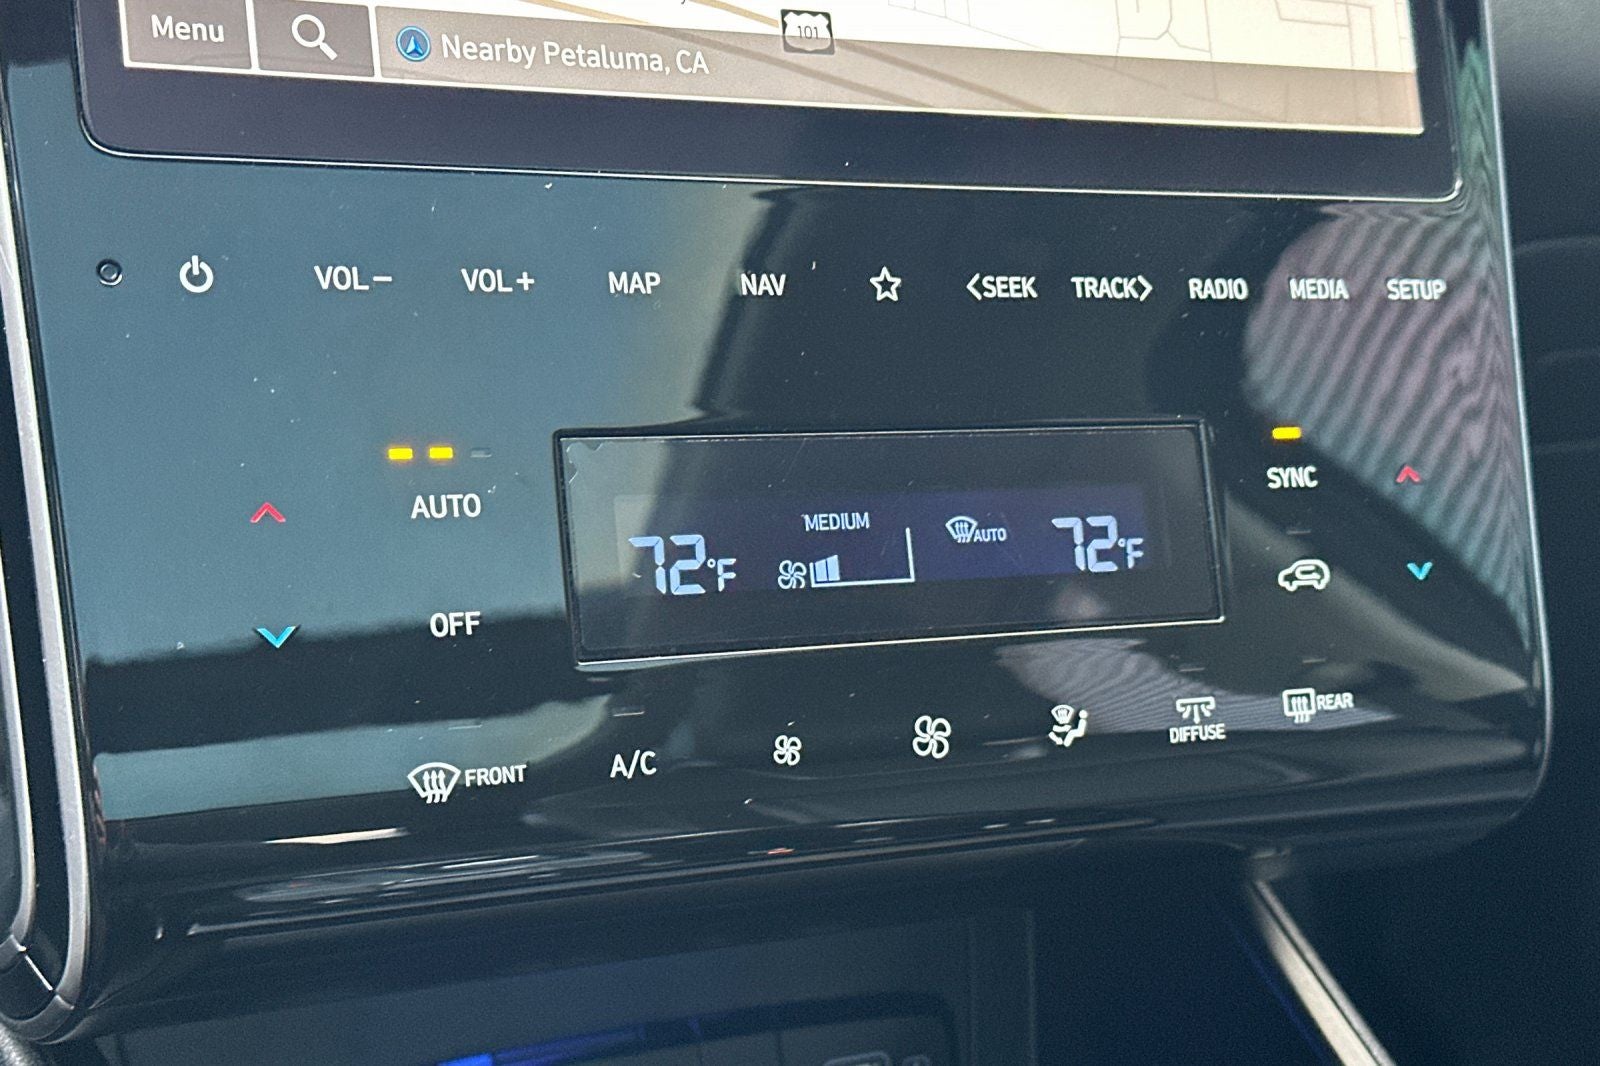 Menu
Nearby Petaluma, CA
101
VOL−
VOL+
MAP
NAV
<SEEK
TRACK>
RADIO
MEDIA
SETUP
AUTO
OFF
72°F
MEDIUM
AUTO
72°F
SYNC
FRONT
A/C
DIFFUSE
REAR